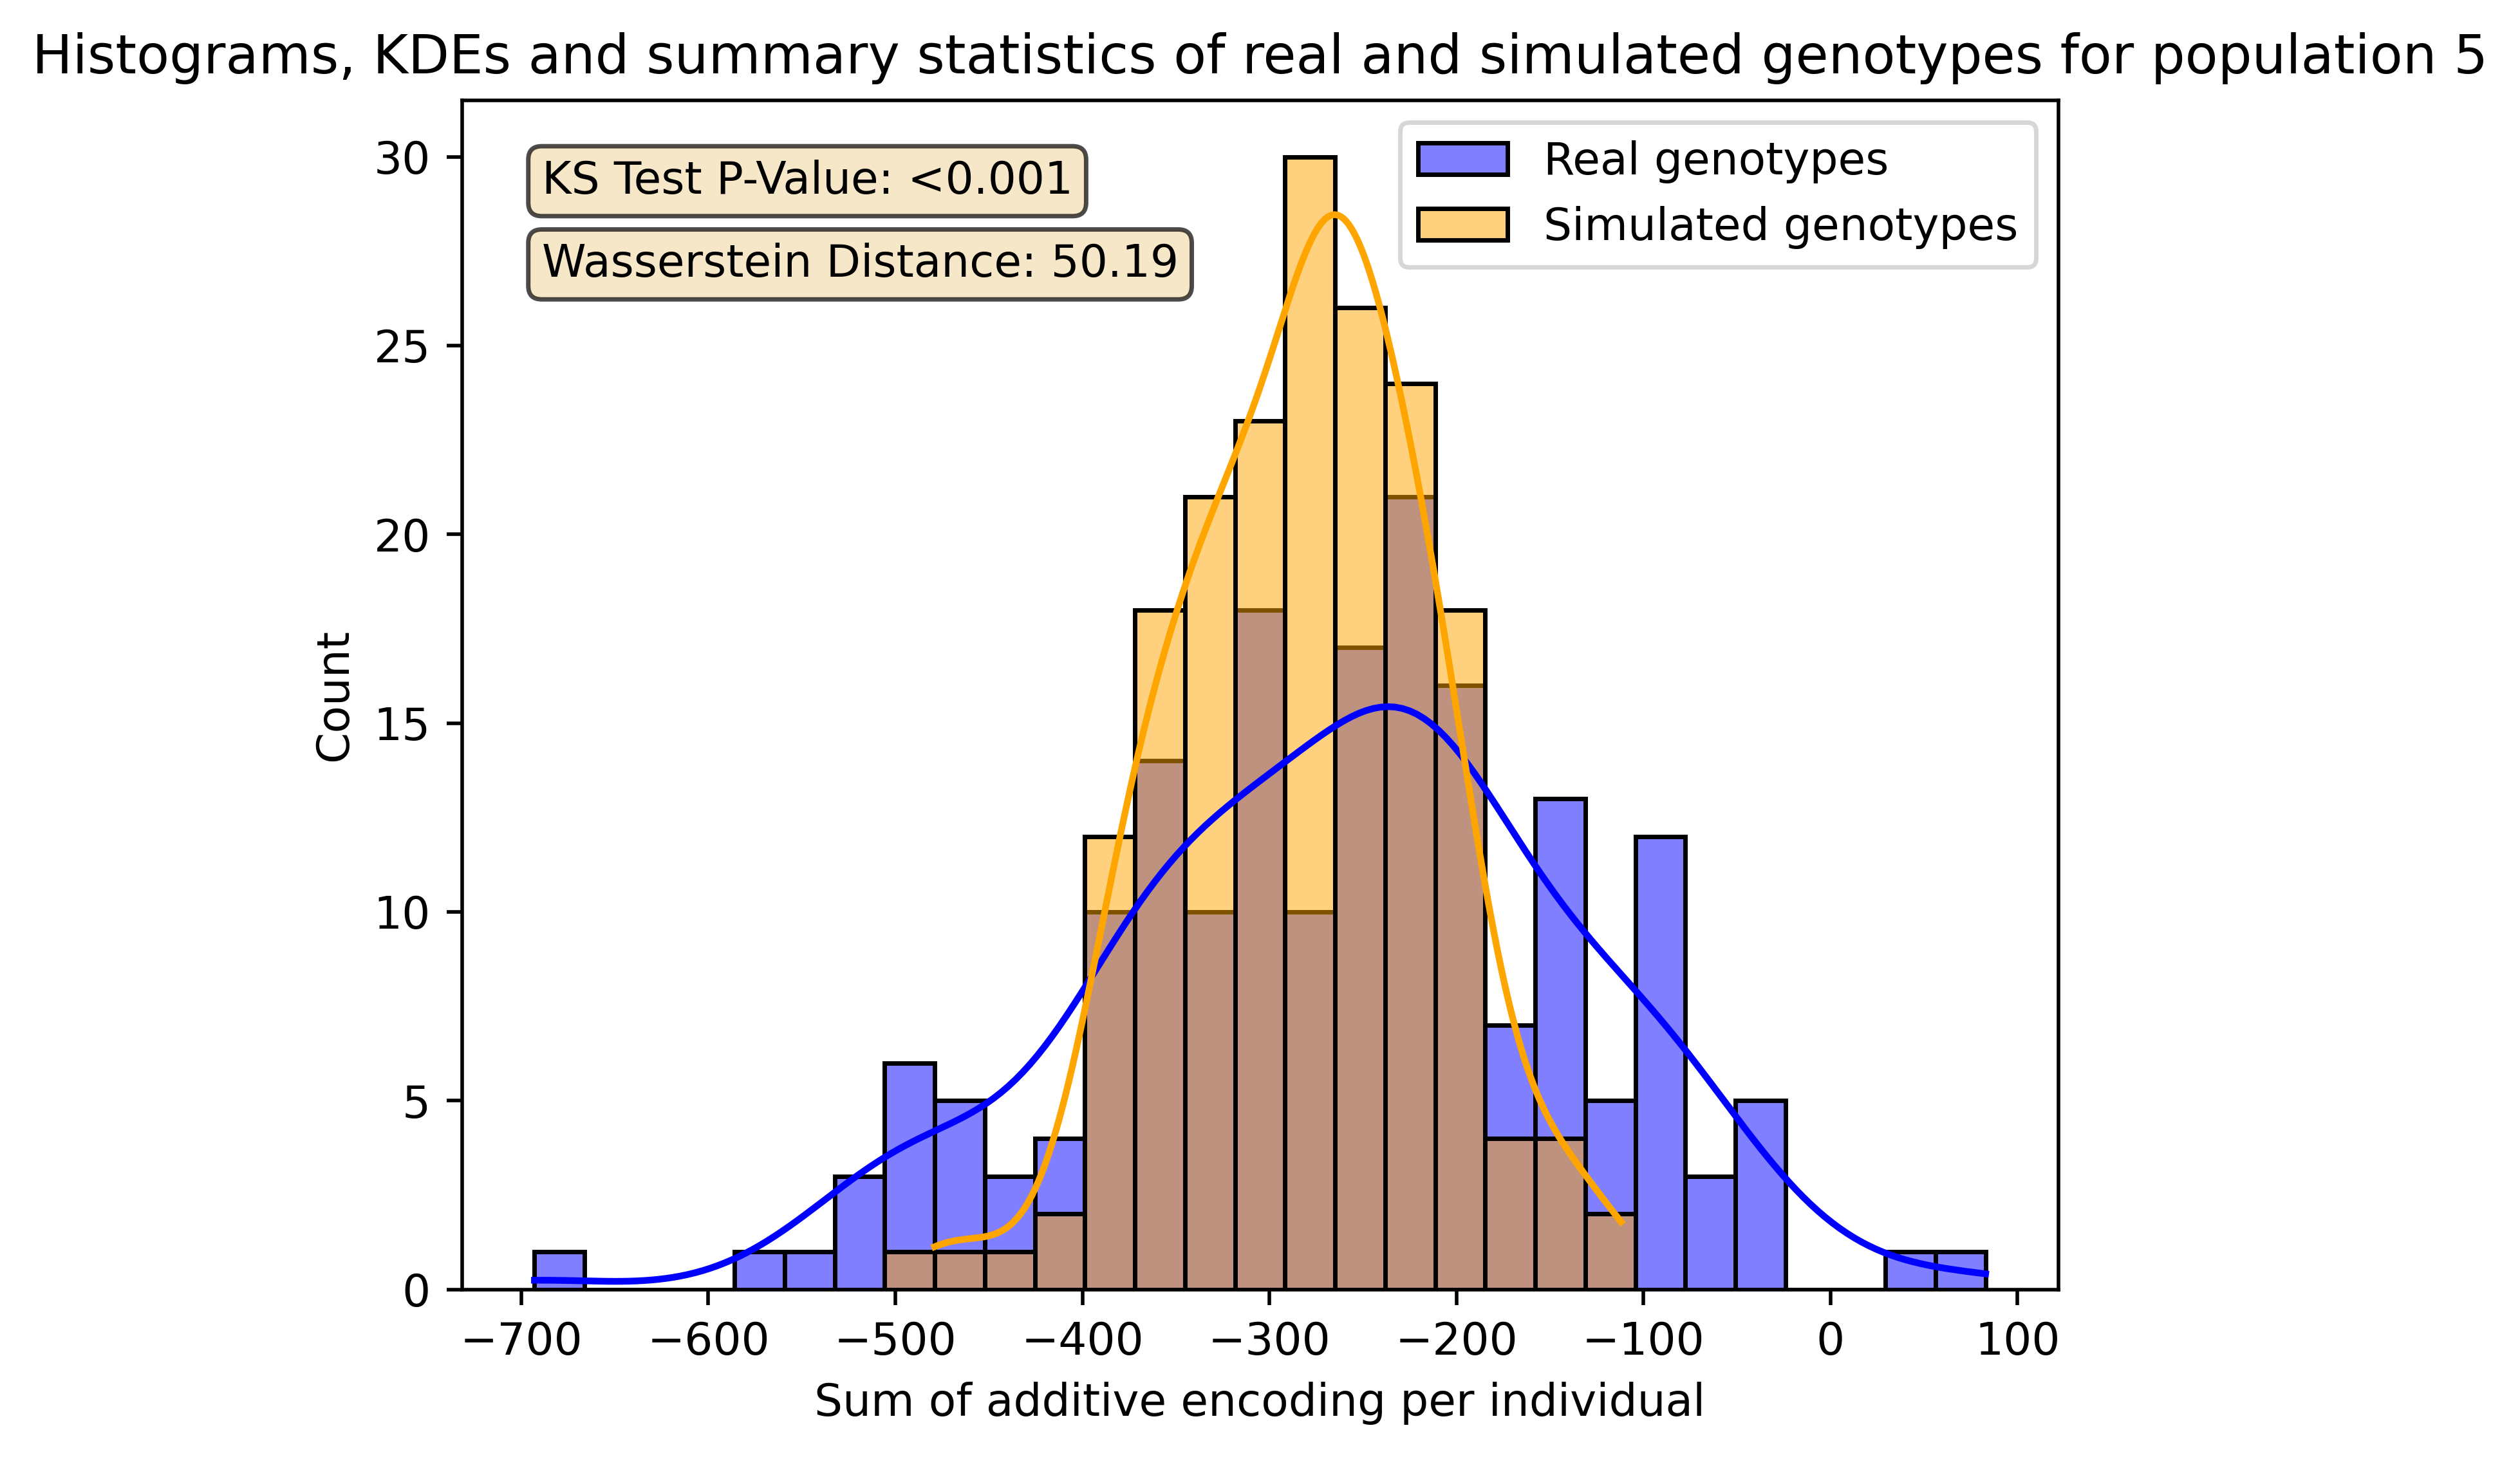 Histograms, KDEs and summary statistics of real and simulated genotypes for population 5
KS Test P-Value: <0.001
Wasserstein Distance: 50.19
Real genotypes
Simulated genotypes
30
25
20
15
10
5
0
Count
−700 −600 −500 −400 −300 −200 −100 0 100
Sum of additive encoding per individual